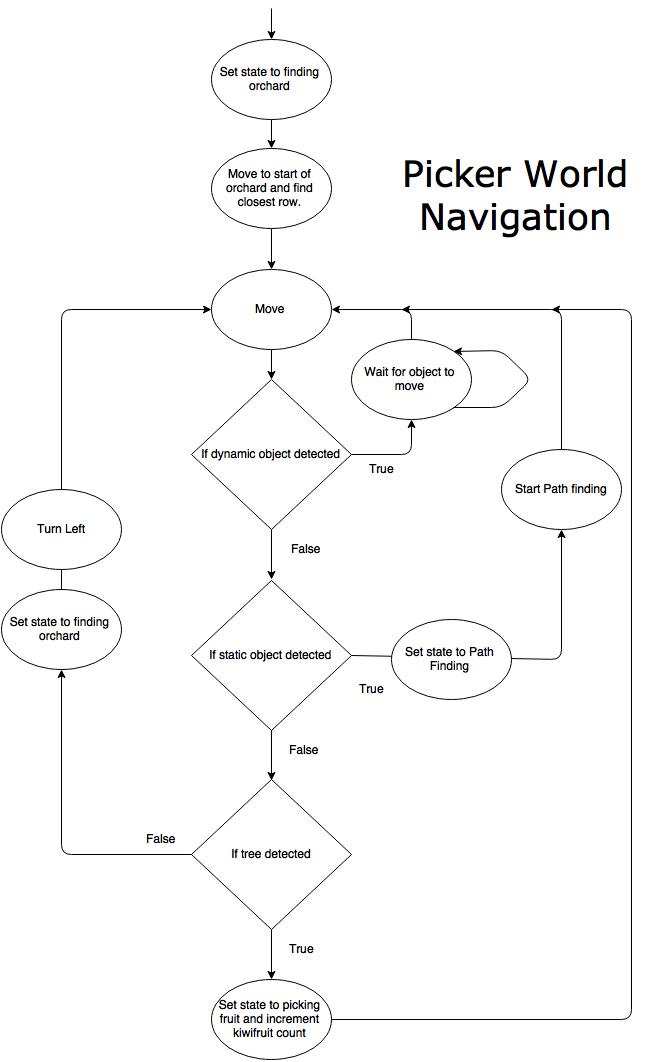 Set state to finding
orchard
Move to start of
orchard and find
closest row.
Picker World
Navigation
Move
Wait for object to
move
If dynamic object detected
True
Start Path finding
Turn Left
False
Set state to finding
orchard
If static object detected
Set state to Path
Finding
True
False
False
If tree detected
True
Set state to picking
fruit and increment
kiwifruit count